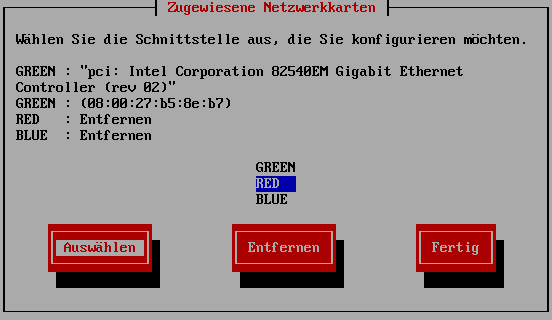 Zugewiesene Netzwerkkarten
Wählen Sie die Schnittstelle aus, die Sie konfigurieren möchten.
GREEN : "pci: Intel Corporation 82540EM Gigabit Ethernet
Controller (rev 02)"
GREEN : (08:00:27:b5:8e:b7)
RED : Entfernen
BLUE : Entfernen
GREEN
RED
BLUE
Auswählen Entfernen Fertig